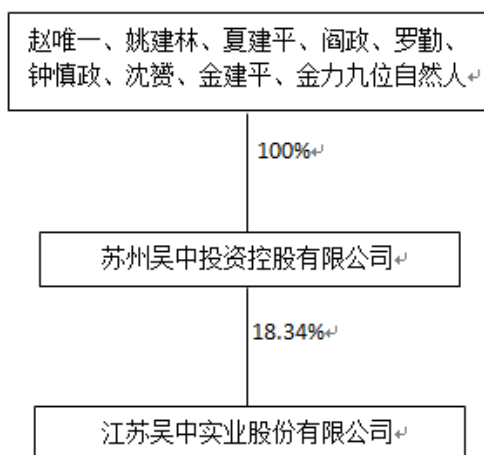 赵唯一、姚建林、夏建平、阎政、罗勤、
钟慎政、沈赟、金建平、金力九位自然人
100%
苏州吴中投资控股有限公司
18.34%
江苏吴中实业股份有限公司